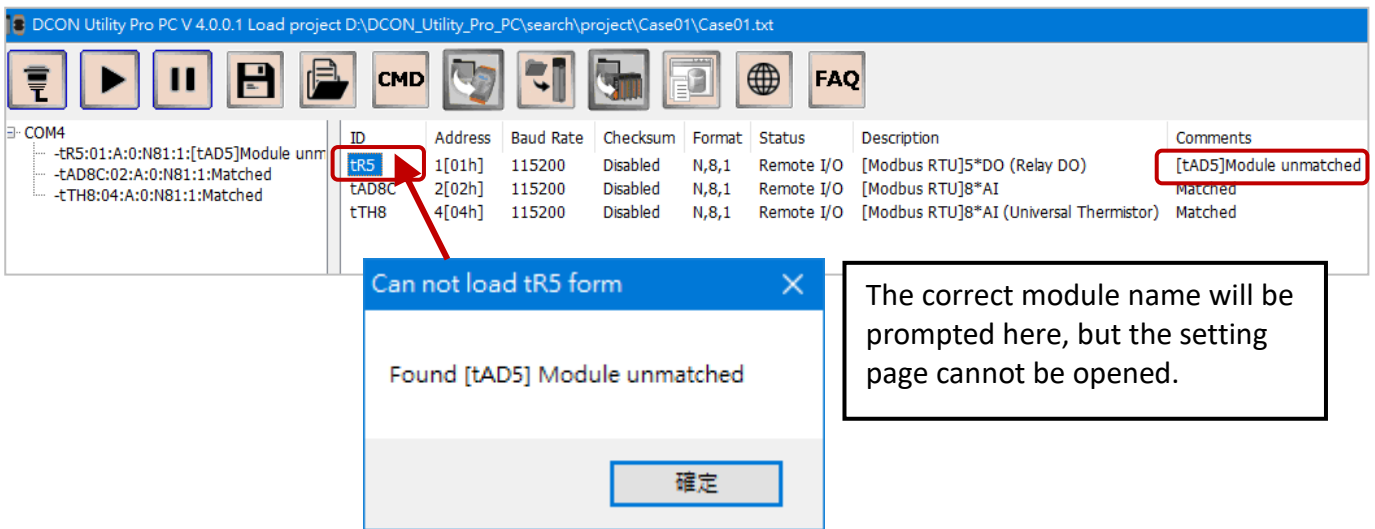 DCON Utility Pro PC V 4.0.0.1 Load project D:\DCON_Utility_Pro_PC\search\project\Case01\Case01.txt
CMD FAQ
COM4
-tR5:01:A:0:N81:1:[tAD5]Module unm
-tAD8C:02:A:0:N81:1:Matched
-tTH8:04:A:0:N81:1:Matched
ID Address Baud Rate Checksum Format Status Description Comments
tR5 1[01h] 115200 Disabled N,8,1 Remote I/O [Modbus RTU]5*DO (Relay DO) [tAD5]Module unmatched
tAD8C 2[02h] 115200 Disabled N,8,1 Remote I/O [Modbus RTU]8*AI Matched
tTH8 4[04h] 115200 Disabled N,8,1 Remote I/O [Modbus RTU]8*AI (Universal Thermistor) Matched
Can not load tR5 form
Found [tAD5] Module unmatched
確定
The correct module name will be
prompted here, but the setting
page cannot be opened.